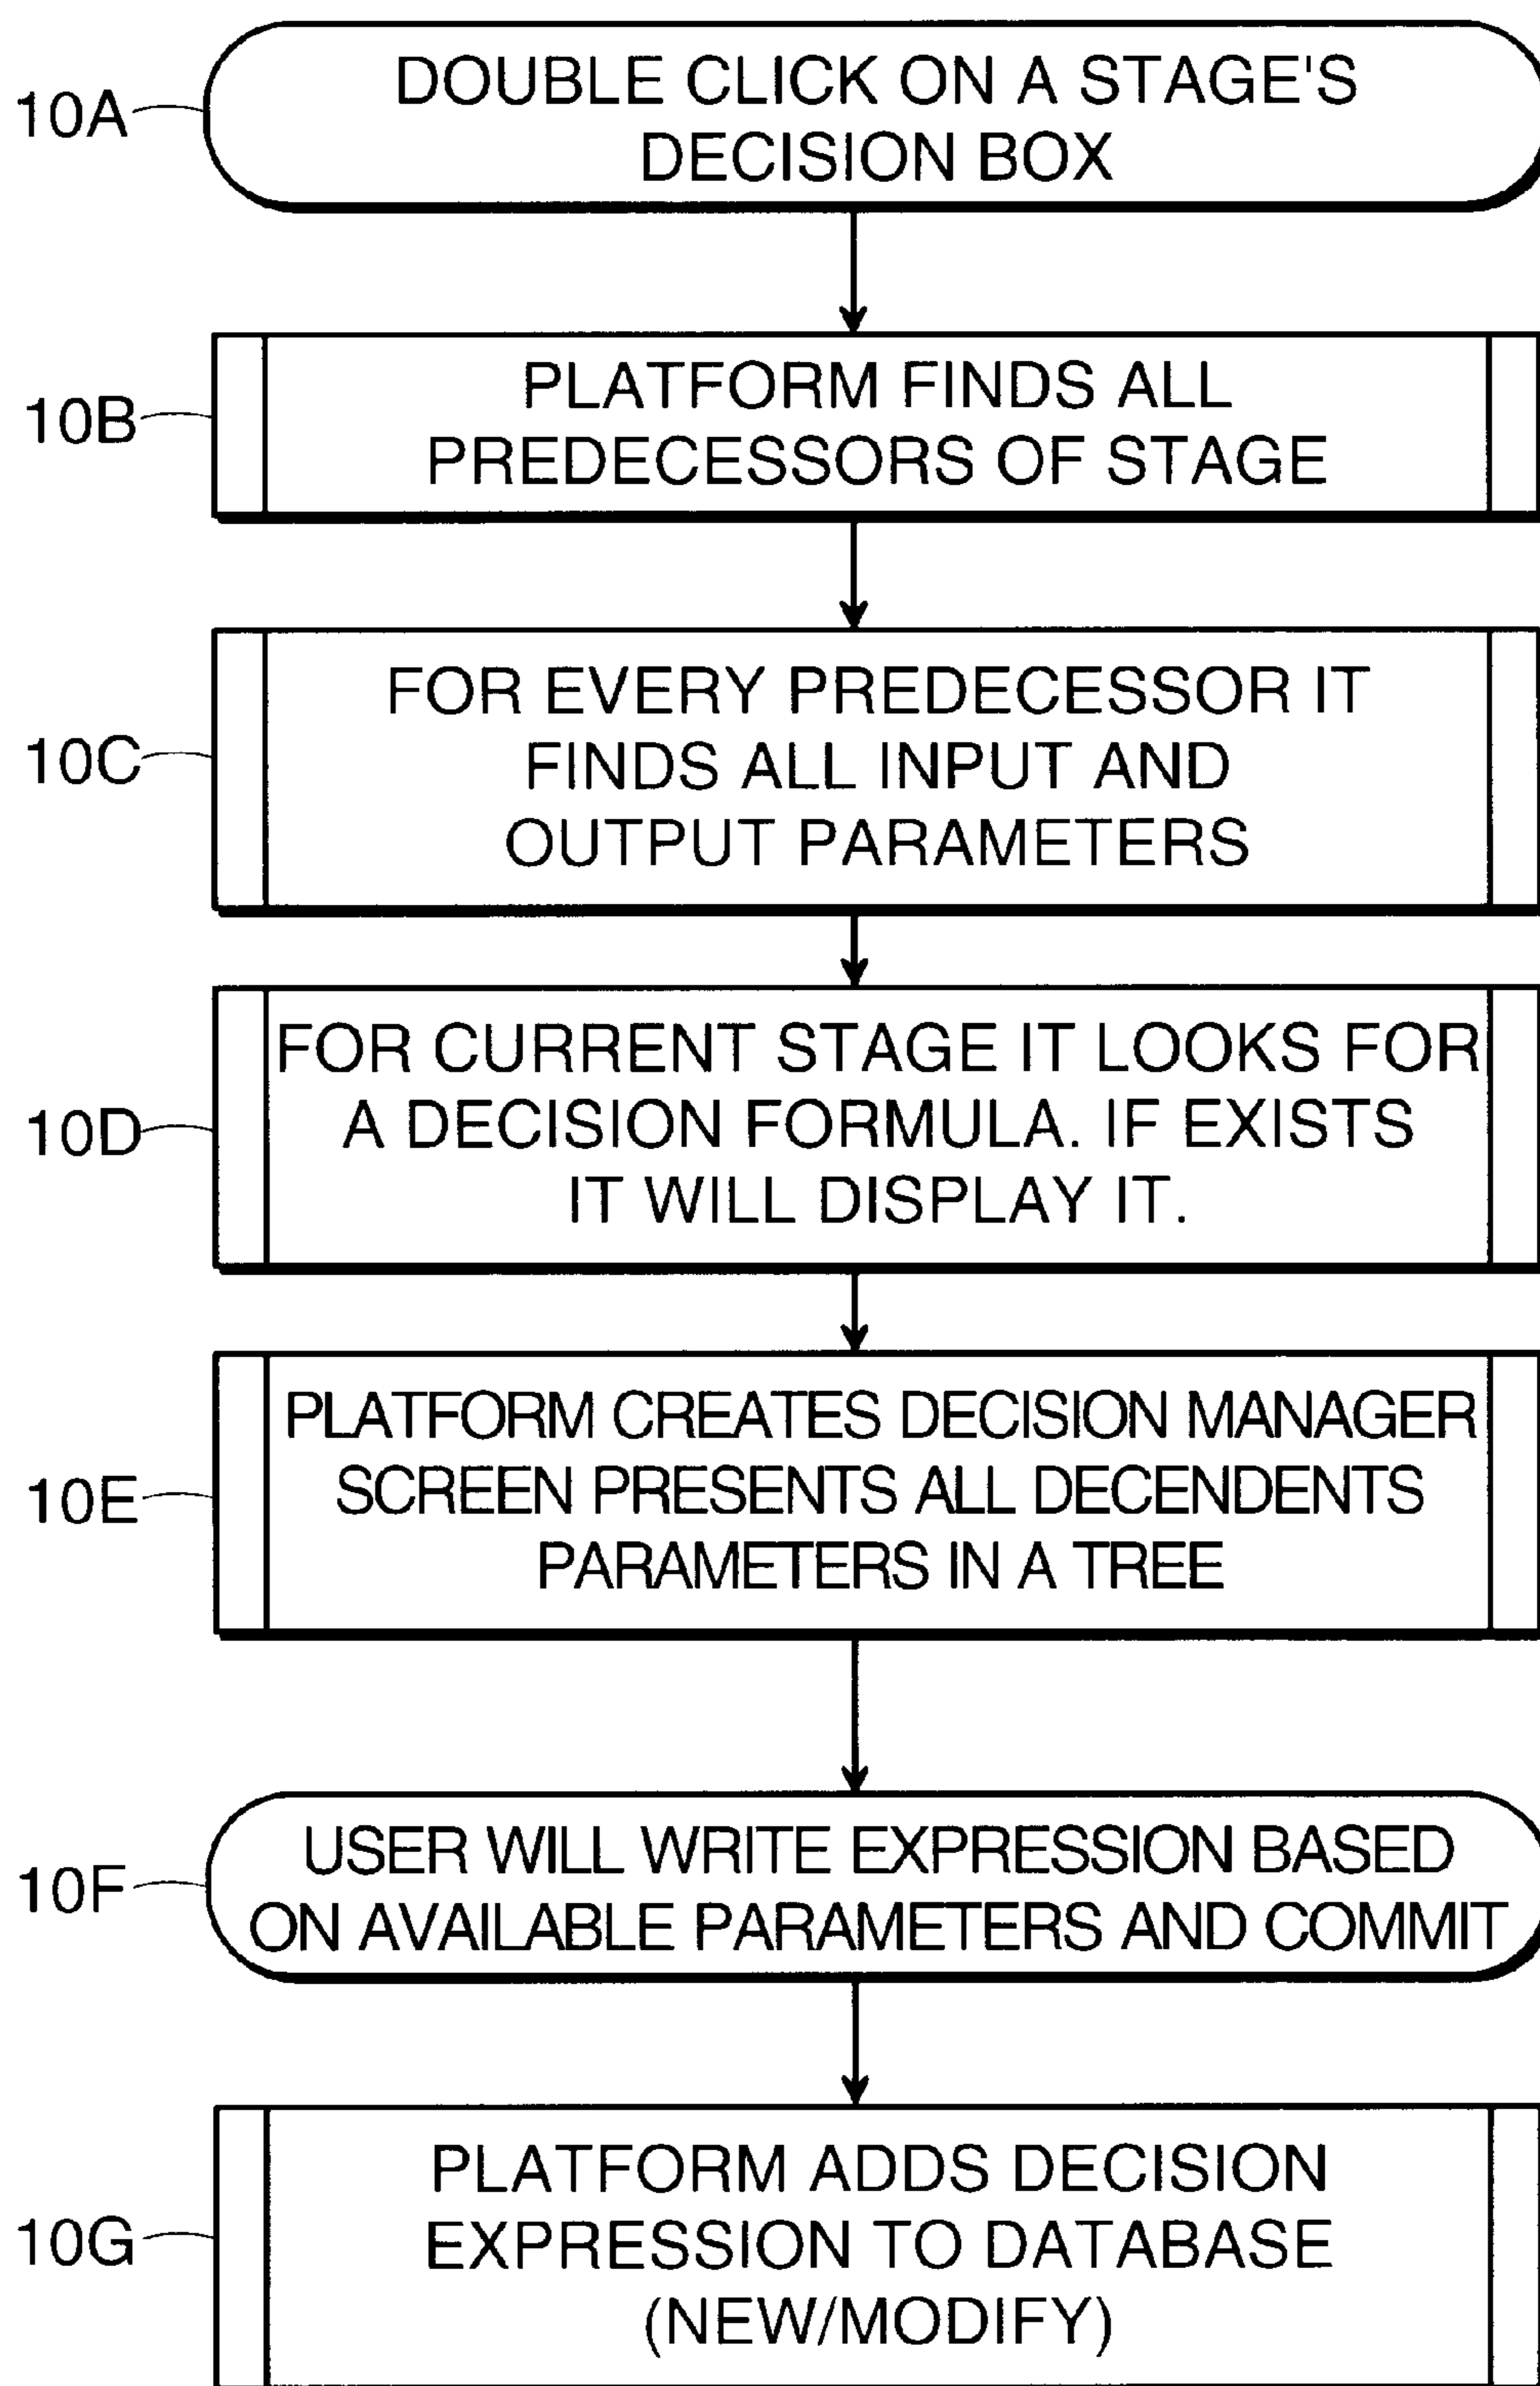 10A
DOUBLE CLICK ON A STAGE'S
DECISION BOX
10B
PLATFORM FINDS ALL
PREDECESSORS OF STAGE
10C
FOR EVERY PREDECESSOR IT
FINDS ALL INPUT AND
OUTPUT PARAMETERS
10D
FOR CURRENT STAGE IT LOOKS FOR
A DECISION FORMULA. IF EXISTS
IT WILL DISPLAY IT.
10E
PLATFORM CREATES DECISION MANAGER
SCREEN PRESENTS ALL DECENDENTS
PARAMETERS IN A TREE
10F
USER WILL WRITE EXPRESSION BASED
ON AVAILABLE PARAMETERS AND COMMIT
10G
PLATFORM ADDS DECISION
EXPRESSION TO DATABASE
(NEW/MODIFY)